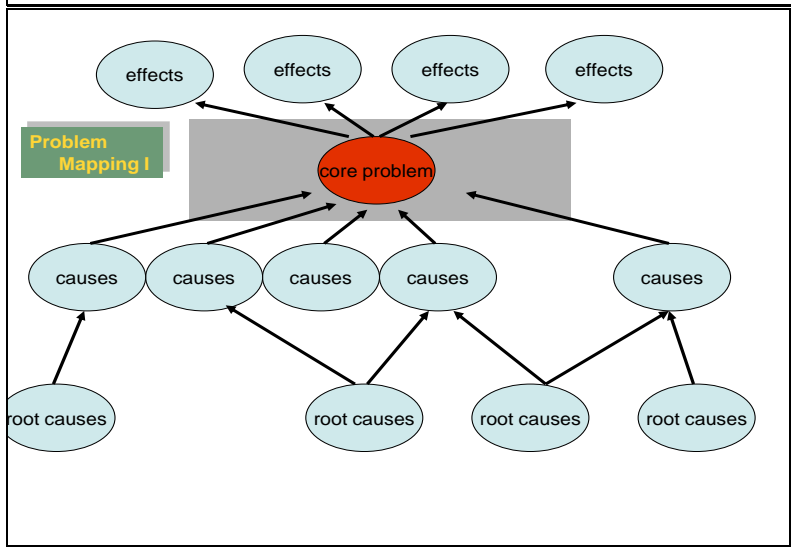 effects
effects
effects
effects
Problem
Mapping I
core problem
causes
causes
causes
causes
causes
root causes
root causes
root causes
root causes